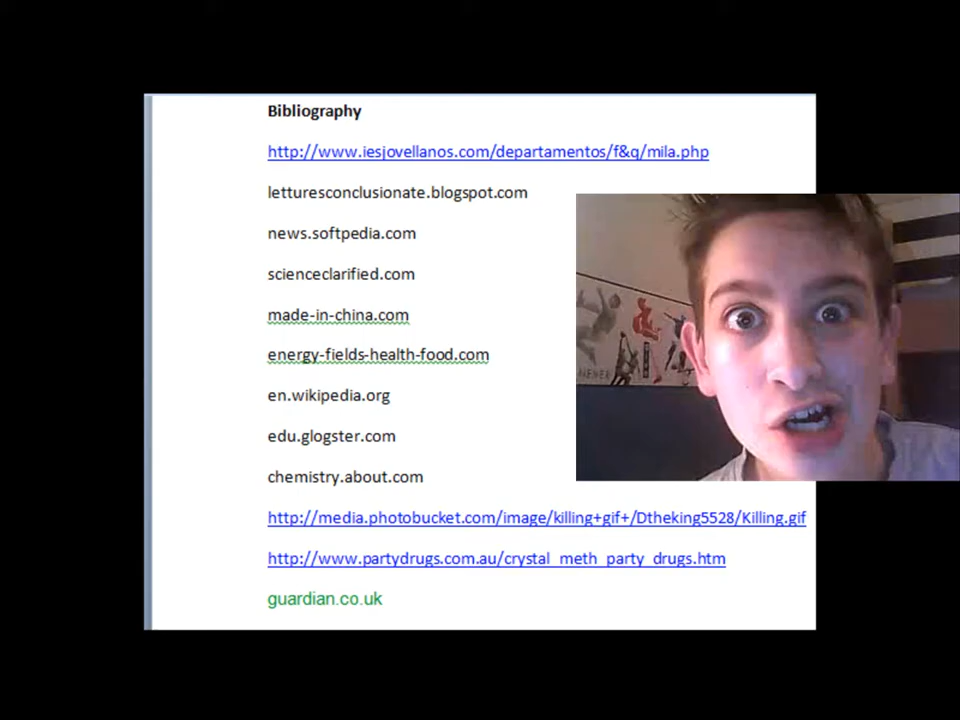 Bibliography
http://www.iesjovellanos.com/departamentos/f&q/mila.php
letturesconclusionate.blogspot.com
news.softpedia.com
scienceclarified.com
made-in-china.com
energy-fields-health-food.com
en.wikipedia.org
edu.glogster.com
chemistry.about.com
http://media.photobucket.com/image/killing+gif+/Dtheking5528/Killing.gif
http://www.partydrugs.com.au/crystal_meth_party_drugs.htm
guardian.co.uk